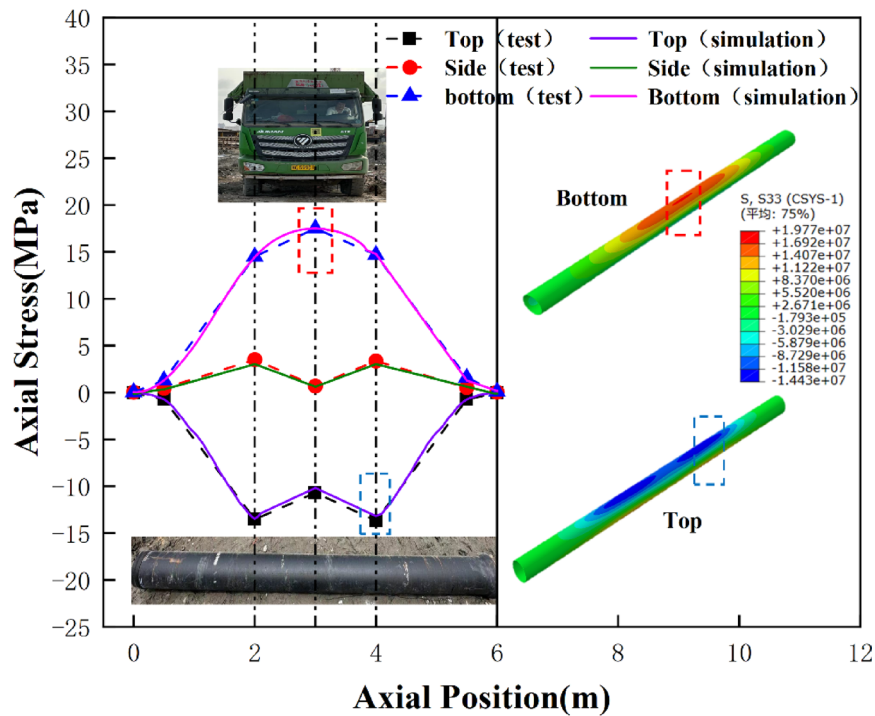 40
35
30
25
20
15
10
5
0
-5
-10
-15
-20
-25
Axial Stress(MPa)
Top（test）
Side（test）
bottom（test）
Top（simulation）
Side（simulation）
Bottom（simulation）
Bottom
S, S33 (CSYS-1)
(平均: 75%)
+1.977e+07
+1.692e+07
+1.407e+07
+1.122e+07
+8.370e+06
+5.520e+06
+2.671e+06
-1.793e+05
-3.029e+06
-5.879e+06
-8.729e+06
-1.158e+07
-1.443e+07
Top
0
2
4
6
8
10
12
Axial Position(m)